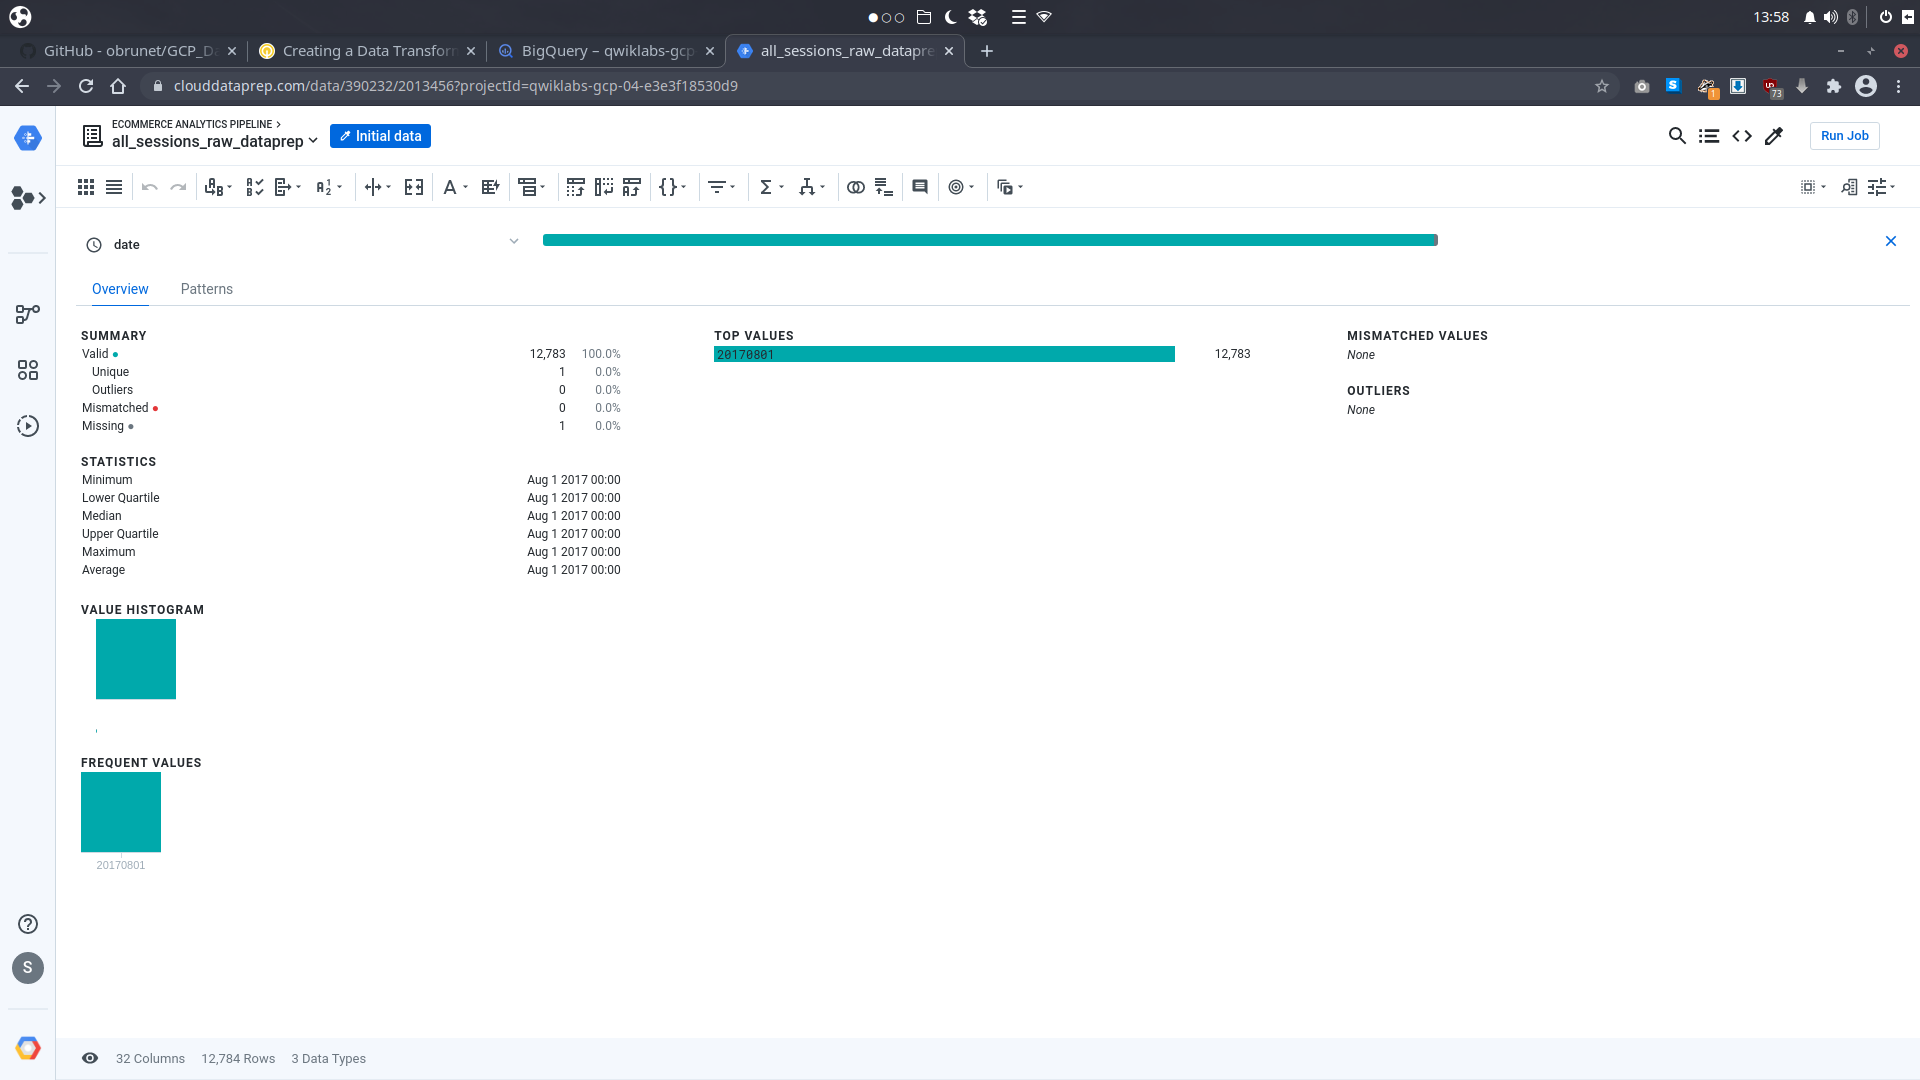 13:58
GitHub - obrunet/GCP_Da
Creating a Data Transform
BigQuery – qwiklabs-gcp
all_sessions_raw_datapre
clouddataprep.com/data/390232/2013456?projectId=qwiklabs-gcp-04-e3e3f18530d9
S
1
73
ECOMMERCE ANALYTICS PIPELINE
all_sessions_raw_dataprep
Initial data
Run Job
date
Overview
Patterns
SUMMARY
Valid 12,783 100.0%
Unique 1 0.0%
Outliers 0 0.0%
Mismatched 0 0.0%
Missing 1 0.0%
STATISTICS
Minimum Aug 1 2017 00:00
Lower Quartile Aug 1 2017 00:00
Median Aug 1 2017 00:00
Upper Quartile Aug 1 2017 00:00
Maximum Aug 1 2017 00:00
Average Aug 1 2017 00:00
VALUE HISTOGRAM
FREQUENT VALUES
20170801
TOP VALUES
20170801 12,783
MISMATCHED VALUES
None
OUTLIERS
None
S
32 Columns 12,784 Rows 3 Data Types